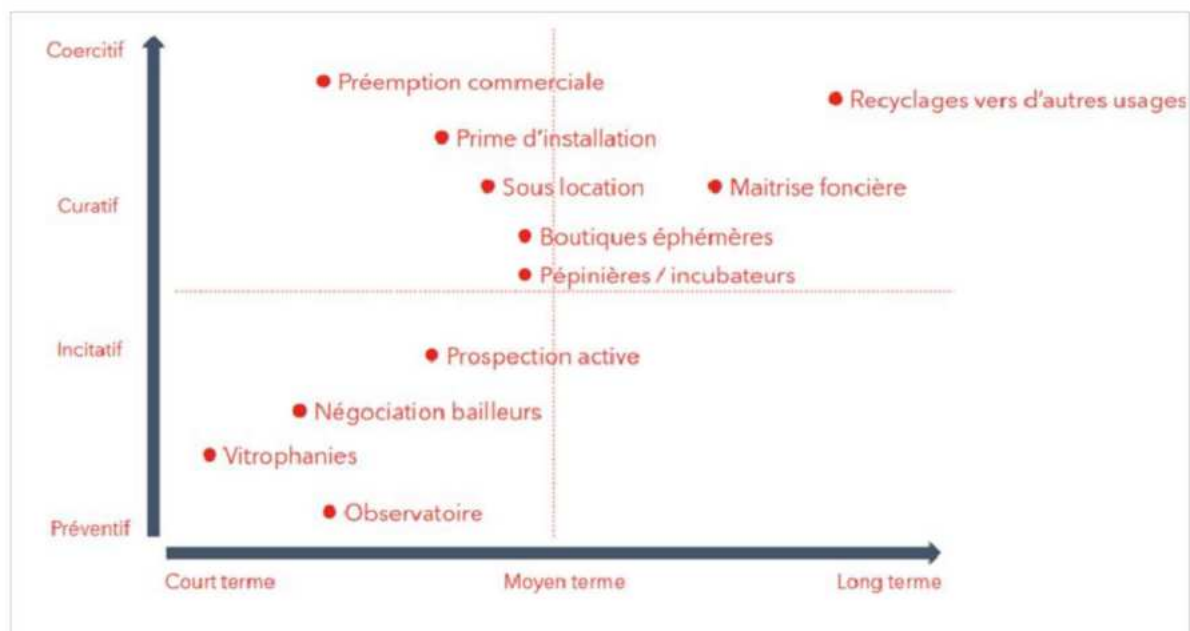 Coercitif
Préemption commerciale
Recyclages vers d'autres usages
Prime d'installation
Sous location
Maitrise foncière
Curatif
Boutiques éphémères
Pépinières / incubateurs
Incitatif
Prospection active
Négociation bailleurs
Vitrophanies
Observatoire
Préventif
Court terme
Moyen terme
Long terme